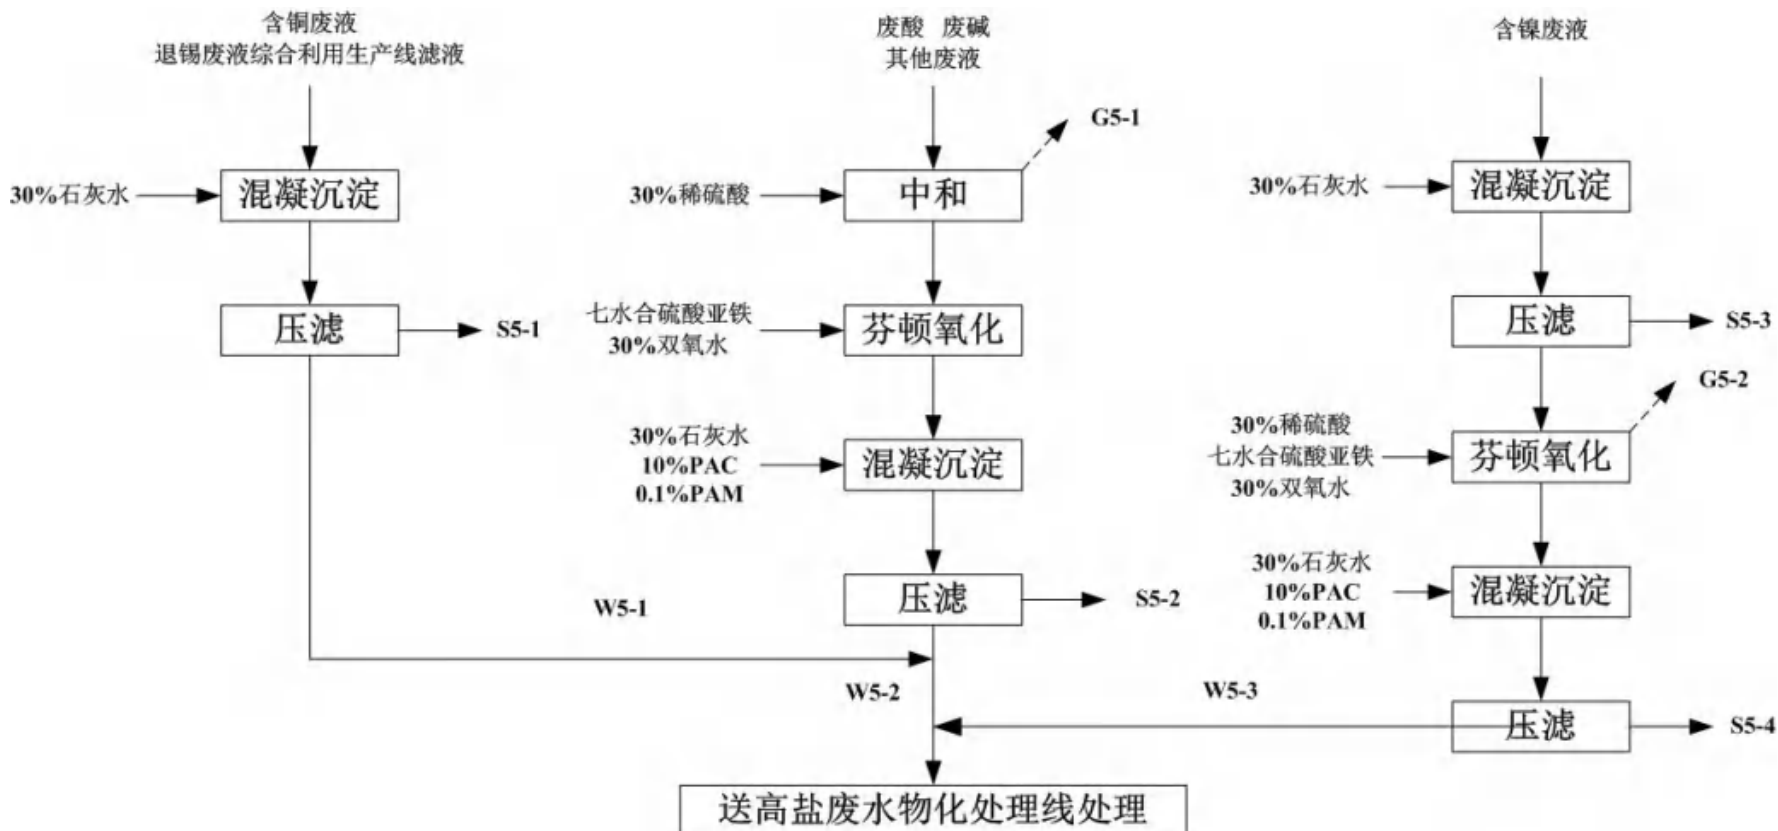 含铜废液
退锡废液综合利用生产线滤液
30%石灰水
混凝沉淀
压滤
S5-1
W5-1
废酸 废碱
其他废液
G5-1
30%稀硫酸
中和
七水合硫酸亚铁
30%双氧水
芬顿氧化
30%石灰水
10%PAC
0.1%PAM
混凝沉淀
压滤
S5-2
W5-2
含镍废液
30%石灰水
混凝沉淀
压滤
S5-3
G5-2
30%稀硫酸
七水合硫酸亚铁
30%双氧水
芬顿氧化
30%石灰水
10%PAC
0.1%PAM
混凝沉淀
W5-3
压滤
S5-4
送高盐废水物化处理线处理